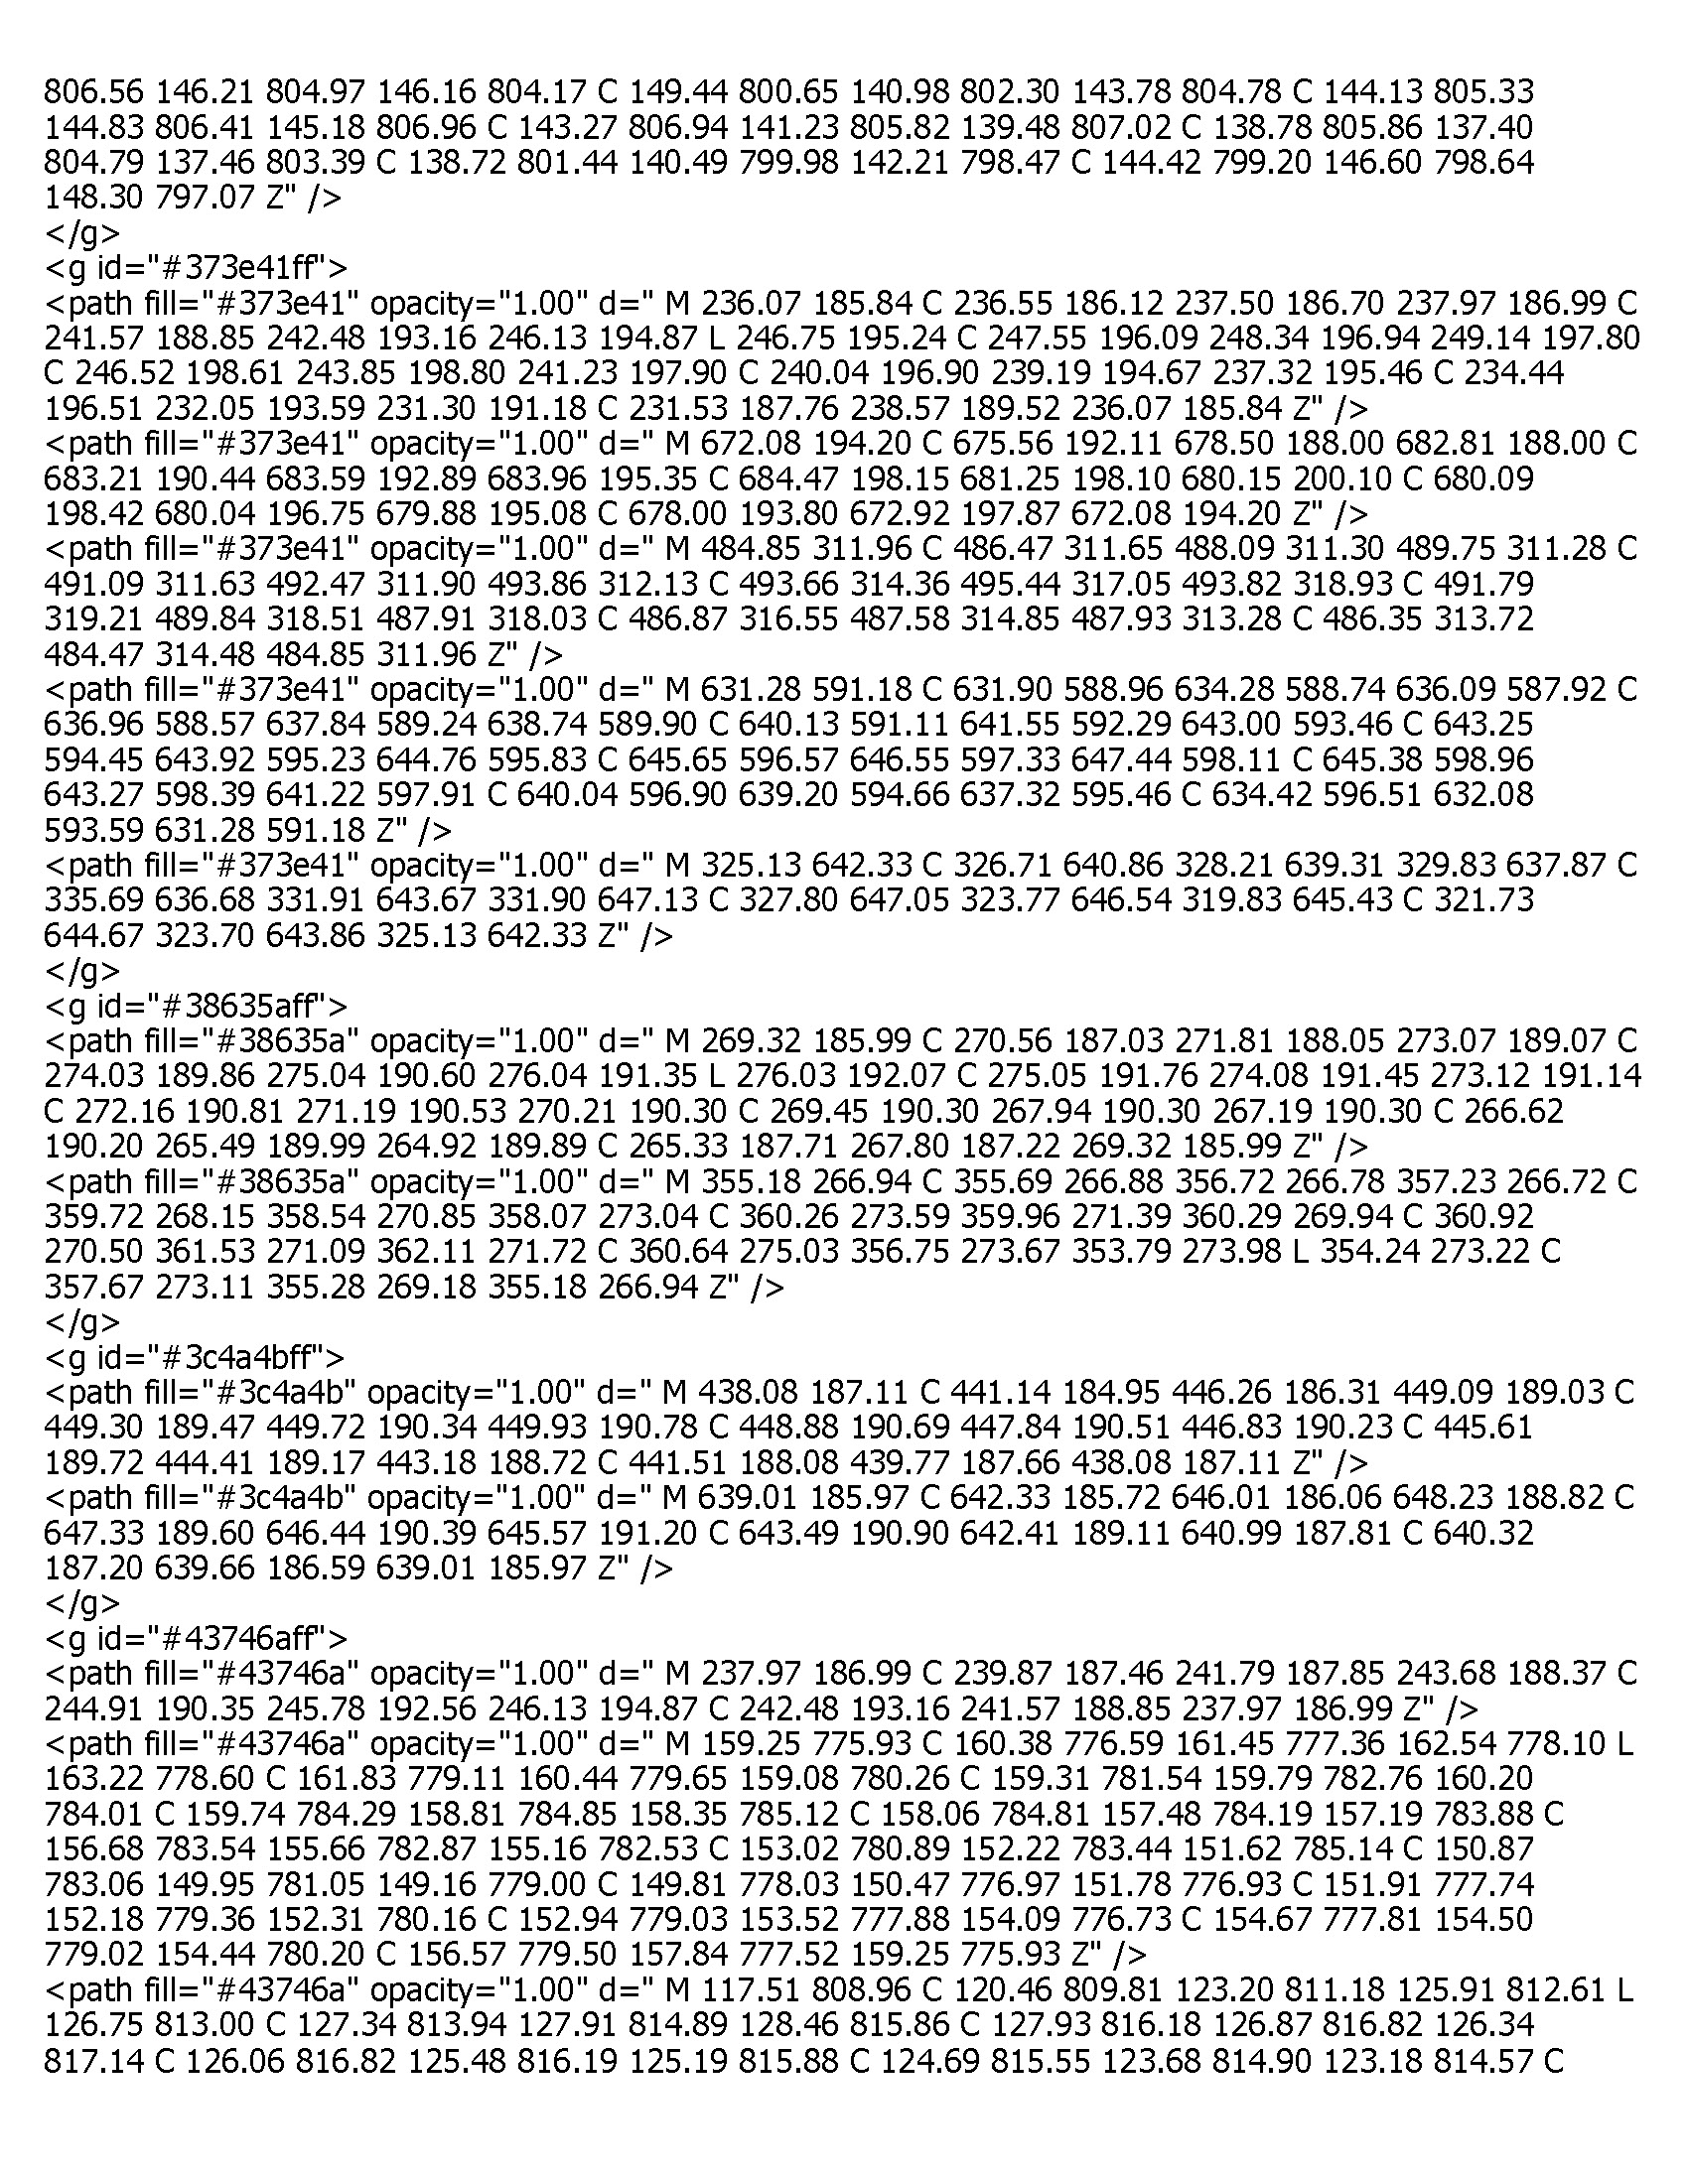 806.56 146.21 804.97 146.16 804.17 C 149.44 800.65 140.98 802.30 143.78 804.78 C 144.13 805.33
144.83 806.41 145.18 806.96 C 143.27 806.94 141.23 805.82 139.48 807.02 C 138.78 805.86 137.40
804.79 137.46 803.39 C 138.72 801.44 140.49 799.98 142.21 798.47 C 144.42 799.20 146.60 798.64
148.30 797.07 Z" />
</g>
<g id="#373e41ff">
<path fill="#373e41" opacity="1.00" d=" M 236.07 185.84 C 236.55 186.12 237.50 186.70 237.97 186.99 C
241.57 188.85 242.48 193.16 246.13 194.87 L 246.75 195.24 C 247.55 196.09 248.34 196.94 249.14 197.80
C 246.52 198.61 243.85 198.80 241.23 197.90 C 240.04 196.90 239.19 194.67 237.32 195.46 C 234.44
196.51 232.05 193.59 231.30 191.18 C 231.53 187.76 238.57 189.52 236.07 185.84 Z" />
<path fill="#373e41" opacity="1.00" d=" M 672.08 194.20 C 675.56 192.11 678.50 188.00 682.81 188.00 C
683.21 190.44 683.59 192.89 683.96 195.35 C 684.47 198.15 681.25 198.10 680.15 200.10 C 680.09
198.42 680.04 196.75 679.88 195.08 C 678.00 193.80 672.92 197.87 672.08 194.20 Z" />
<path fill="#373e41" opacity="1.00" d=" M 484.85 311.96 C 486.47 311.65 488.09 311.30 489.75 311.28 C
491.09 311.63 492.47 311.90 493.86 312.13 C 493.66 314.36 495.44 317.05 493.82 318.93 C 491.79
319.21 489.84 318.51 487.91 318.03 C 486.87 316.55 487.58 314.85 487.93 313.28 C 486.35 313.72
484.47 314.48 484.85 311.96 Z" />
<path fill="#373e41" opacity="1.00" d=" M 631.28 591.18 C 631.90 588.96 634.28 588.74 636.09 587.92 C
636.96 588.57 637.84 589.24 638.74 589.90 C 640.13 591.11 641.55 592.29 643.00 593.46 C 643.25
594.45 643.92 595.23 644.76 595.83 C 645.65 596.57 646.55 597.33 647.44 598.11 C 645.38 598.96
643.27 598.39 641.22 597.91 C 640.04 596.90 639.20 594.66 637.32 595.46 C 634.42 596.51 632.08
593.59 631.28 591.18 Z" />
<path fill="#373e41" opacity="1.00" d=" M 325.13 642.33 C 326.71 640.86 328.21 639.31 329.83 637.87 C
335.69 636.68 331.91 643.67 331.90 647.13 C 327.80 647.05 323.77 646.54 319.83 645.43 C 321.73
644.67 323.70 643.86 325.13 642.33 Z" />
</g>
<g id="#38635aff">
<path fill="#38635a" opacity="1.00" d=" M 269.32 185.99 C 270.56 187.03 271.81 188.05 273.07 189.07 C
274.03 189.86 275.04 190.60 276.04 191.35 L 276.03 192.07 C 275.05 191.76 274.08 191.45 273.12 191.14
C 272.16 190.81 271.19 190.53 270.21 190.30 C 269.45 190.30 267.94 190.30 267.19 190.30 C 266.62
190.20 265.49 189.99 264.92 189.89 C 265.33 187.71 267.80 187.22 269.32 185.99 Z" />
<path fill="#38635a" opacity="1.00" d=" M 355.18 266.94 C 355.69 266.88 356.72 266.78 357.23 266.72 C
359.72 268.15 358.54 270.85 358.07 273.04 C 360.26 273.59 359.96 271.39 360.29 269.94 C 360.92
270.50 361.53 271.09 362.11 271.72 C 360.64 275.03 356.75 273.67 353.79 273.98 L 354.24 273.22 C
357.67 273.11 355.28 269.18 355.18 266.94 Z" />
</g>
<g id="#3c4a4bff">
<path fill="#3c4a4b" opacity="1.00" d=" M 438.08 187.11 C 441.14 184.95 446.26 186.31 449.09 189.03 C
449.30 189.47 449.72 190.34 449.93 190.78 C 448.88 190.69 447.84 190.51 446.83 190.23 C 445.61
189.72 444.41 189.17 443.18 188.72 C 441.51 188.08 439.77 187.66 438.08 187.11 Z" />
<path fill="#3c4a4b" opacity="1.00" d=" M 639.01 185.97 C 642.33 185.72 646.01 186.06 648.23 188.82 C
647.33 189.60 646.44 190.39 645.57 191.20 C 643.49 190.90 642.41 189.11 640.99 187.81 C 640.32
187.20 639.66 186.59 639.01 185.97 Z" />
</g>
<g id="#43746aff">
<path fill="#43746a" opacity="1.00" d=" M 237.97 186.99 C 239.87 187.46 241.79 187.85 243.68 188.37 C
244.91 190.35 245.78 192.56 246.13 194.87 C 242.48 193.16 241.57 188.85 237.97 186.99 Z" />
<path fill="#43746a" opacity="1.00" d=" M 159.25 775.93 C 160.38 776.59 161.45 777.36 162.54 778.10 L
163.22 778.60 C 161.83 779.11 160.44 779.65 159.08 780.26 C 159.31 781.54 159.79 782.76 160.20
784.01 C 159.74 784.29 158.81 784.85 158.35 785.12 C 158.06 784.81 157.48 784.19 157.19 783.88 C
156.68 783.54 155.66 782.87 155.16 782.53 C 153.02 780.89 152.22 783.44 151.62 785.14 C 150.87
783.06 149.95 781.05 149.16 779.00 C 149.81 778.03 150.47 776.97 151.78 776.93 C 151.91 777.74
152.18 779.36 152.31 780.16 C 152.94 779.03 153.52 777.88 154.09 776.73 C 154.67 777.81 154.50
779.02 154.44 780.20 C 156.57 779.50 157.84 777.52 159.25 775.93 Z" />
<path fill="#43746a" opacity="1.00" d=" M 117.51 808.96 C 120.46 809.81 123.20 811.18 125.91 812.61 L
126.75 813.00 C 127.34 813.94 127.91 814.89 128.46 815.86 C 127.93 816.18 126.87 816.82 126.34
817.14 C 126.06 816.82 125.48 816.19 125.19 815.88 C 124.69 815.55 123.68 814.90 123.18 814.57 C